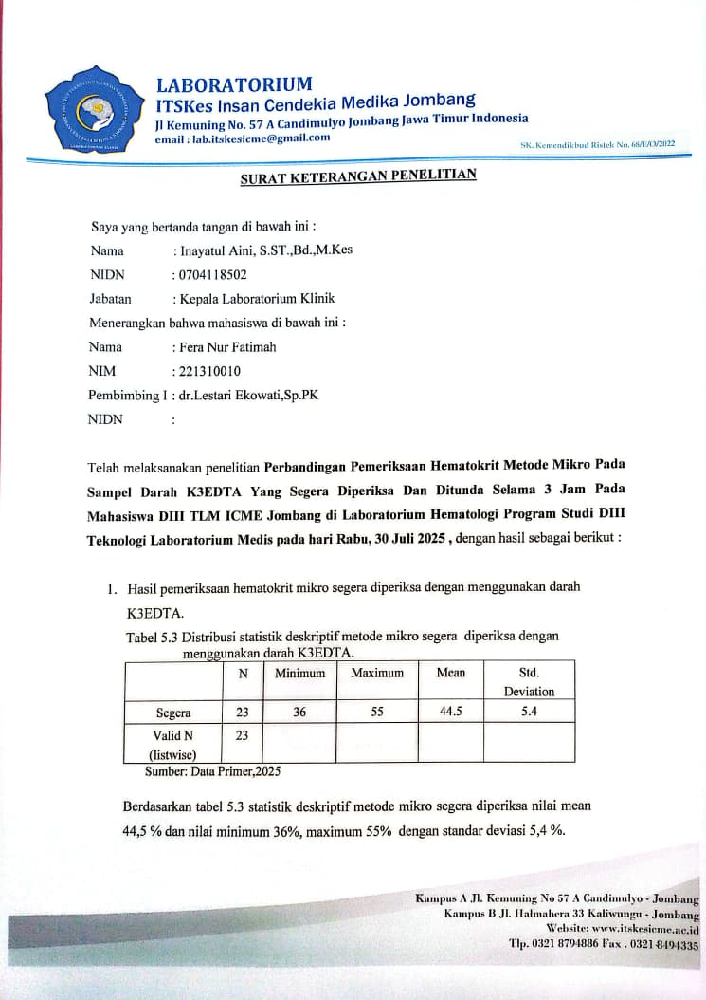 LABORATORIUM
ITSKes Insan Cendekia Medika Jombang
Jl Kemuning No. 57 A Candimulyo Jombang Jawa Timur Indonesia
email : lab.itskesicme@gmail.com
SK. Kemendikbud Ristek No. 68/E/O/2022
SURAT KETERANGAN PENELITIAN
Saya yang bertanda tangan di bawah ini :
Nama : Inayatul Aini, S.ST.,Bd.,M.Kes
NIDN : 0704118502
Jabatan : Kepala Laboratorium Klinik
Menerangkan bahwa mahasiswa di bawah ini :
Nama : Fera Nur Fatimah
NIM : 221310010
Pembimbing I : dr.Lestari Ekowati,Sp.PK
NIDN :
Telah melaksanakan penelitian Perbandingan Pemeriksaan Hematokrit Metode Mikro Pada
Sampel Darah K3EDTA Yang Segera Diperiksa Dan Ditunda Selama 3 Jam Pada
Mahasiswa DIII TLM ICME Jombang di Laboratorium Hematologi Program Studi DIII
Teknologi Laboratorium Medis pada hari Rabu, 30 Juli 2025 , dengan hasil sebagai berikut :
1. Hasil pemeriksaan hematokrit mikro segera diperiksa dengan menggunakan darah
K3EDTA.
Tabel 5.3 Distribusi statistik deskriptif metode mikro segera diperiksa dengan
menggunakan darah K3EDTA.
N Minimum Maximum Mean Std.
Deviation
Segera 23 36 55 44.5 5.4
Valid N 23
(listwise)
Sumber: Data Primer,2025
Berdasarkan tabel 5.3 statistik deskriptif metode mikro segera diperiksa nilai mean
44,5 % dan nilai minimum 36%, maximum 55% dengan standar deviasi 5,4 %.
Kampus A Jl. Kemuning No 57 A Candimulyo - Jombang
Kampus B Jl. Halmahera 33 Kaliwungu - Jombang
Website: www.itskesicme.ac.id
Tlp. 0321 8794886 Fax . 0321 8494335